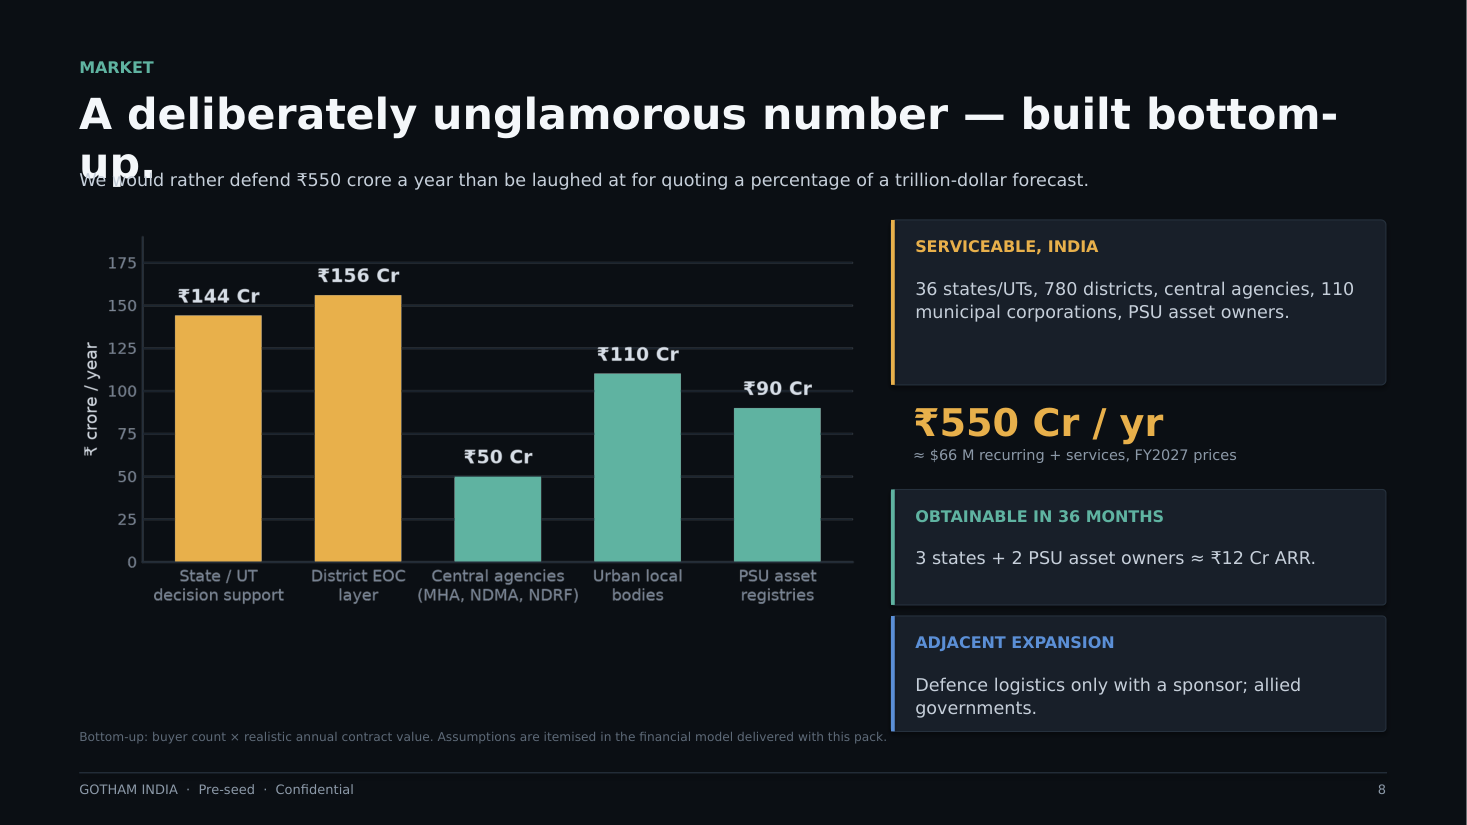 MARKET
A deliberately unglamorous number — built bottom-
up.
We would rather defend ₹550 crore a year than be laughed at for quoting a percentage of a trillion-dollar forecast.
₹ crore / year
175
150
125
100
75
50
25
0
₹144 Cr
₹156 Cr
₹50 Cr
₹110 Cr
₹90 Cr
State / UT
decision support
District EOC
layer
Central agencies
(MHA, NDMA, NDRF)
Urban local
bodies
PSU asset
registries
SERVICEABLE, INDIA
36 states/UTs, 780 districts, central agencies, 110
municipal corporations, PSU asset owners.
₹550 Cr / yr
≈ $66 M recurring + services, FY2027 prices
OBTAINABLE IN 36 MONTHS
3 states + 2 PSU asset owners ≈ ₹12 Cr ARR.
ADJACENT EXPANSION
Defence logistics only with a sponsor; allied
governments.
Bottom-up: buyer count × realistic annual contract value. Assumptions are itemised in the financial model delivered with this pack.
GOTHAM INDIA · Pre-seed · Confidential
8